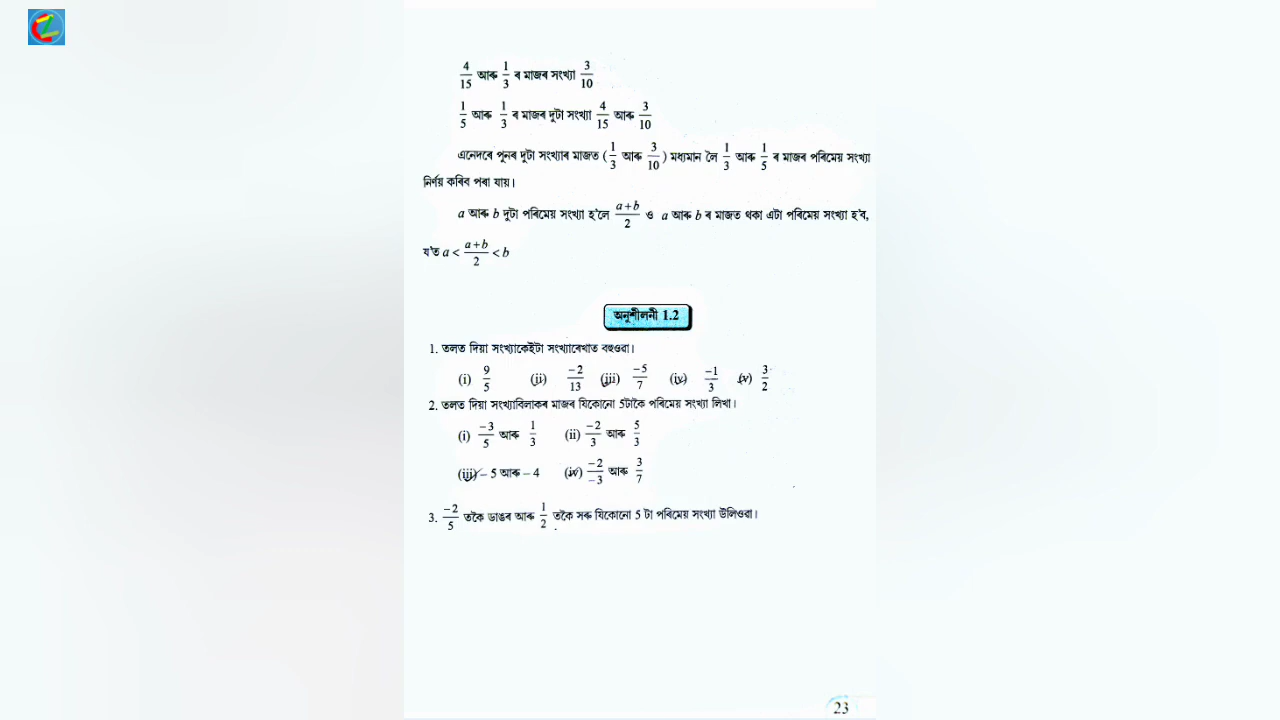 4/15 আৰু 1/3 ৰ মাজৰ সংখ্যা 3/10
1/5 আৰু 1/3 ৰ মাজৰ দুটা সংখ্যা 4/15 আৰু 3/10
এনেদৰে পুনৰ দুটা সংখ্যাৰ মাজত (1/3 আৰু 3/10) মধ্যমান লৈ 1/3 আৰু 1/5 ৰ মাজৰ পৰিমেয় সংখ্যা
নিৰ্ণয় কৰিব পৰা যায়।
a আৰু b দুটা পৰিমেয় সংখ্যা হ'লে (a+b)/2 ও a আৰু b ৰ মাজত থকা এটা পৰিমেয় সংখ্যা হ'ব,
য'ত a < (a+b)/2 < b
অনুশীলনী 1.2
1. তলত দিয়া সংখ্যাকেইটা সংখ্যাৰেখাত বহুওৱা।
(i) 9/5 (ii) -2/13 (iii) -5/7 (iv) -1/3 (v) 3/2
2. তলত দিয়া সংখ্যাবিলাকৰ মাজৰ যিকোনো 5টাকৈ পৰিমেয় সংখ্যা লিখা।
(i) -3/5 আৰু 1/3 (ii) -2/3 আৰু 5/3
(iii) – 5 আৰু – 4 (iv) -2/-3 আৰু 3/7
3. -2/5 তকৈ ডাঙৰ আৰু 1/2 তকৈ সৰু যিকোনো 5 টা পৰিমেয় সংখ্যা উলিওৱা।
23